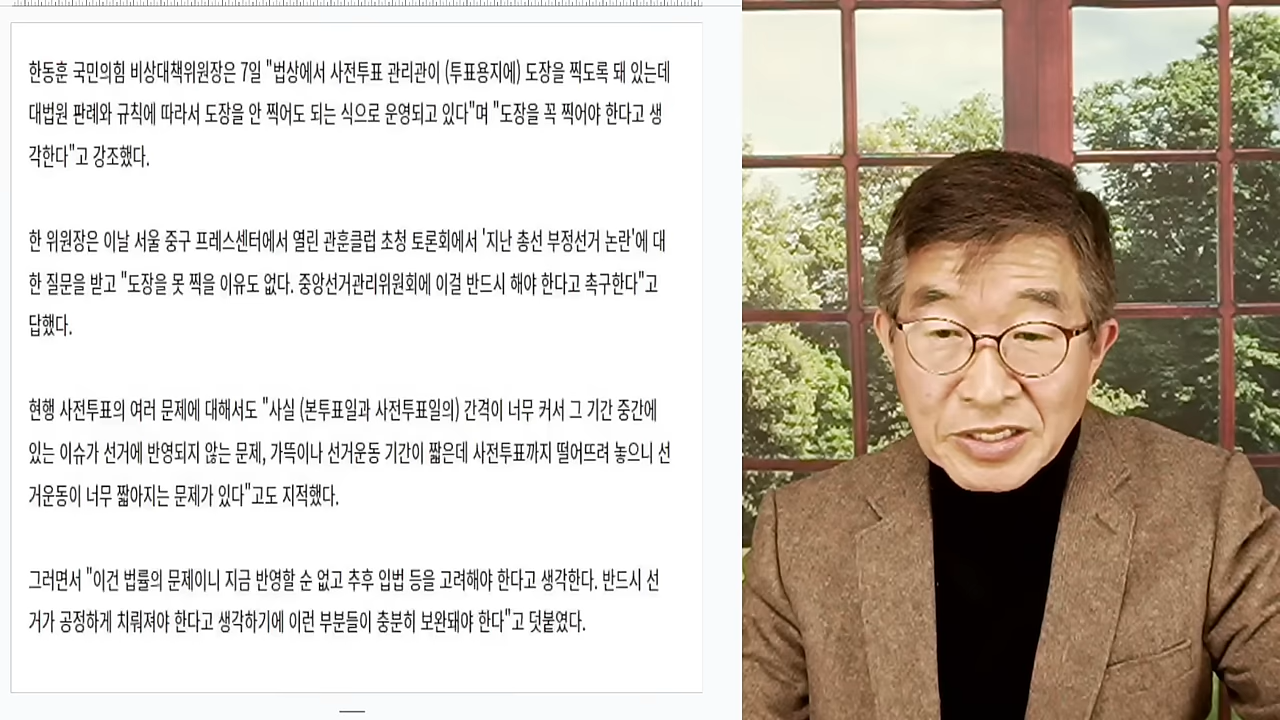 한동훈 국민의힘 비상대책위원장은 7일 "법상에서 사전투표 관리관이 (투표용지에) 도장을 찍도록 돼 있는데
대법원 판례와 규칙에 따라서 도장을 안 찍어도 되는 식으로 운영되고 있다"며 "도장을 꼭 찍어야 한다고 생
각한다"고 강조했다.
한 위원장은 이날 서울 중구 프레스센터에서 열린 관훈클럽 초청 토론회에서 '지난 총선 부정선거 논란'에 대
한 질문을 받고 "도장을 못 찍을 이유도 없다. 중앙선거관리위원회에 이걸 반드시 해야 한다고 촉구한다"고
답했다.
현행 사전투표의 여러 문제에 대해서도 "사실 (본투표일과 사전투표일의) 간격이 너무 커서 그 기간 중간에
있는 이슈가 선거에 반영되지 않는 문제, 가뜩이나 선거운동 기간이 짧은데 사전투표까지 떨어뜨려 놓으니 선
거운동이 너무 짧아지는 문제가 있다"고도 지적했다.
그러면서 "이건 법률의 문제이니 지금 반영할 순 없고 추후 입법 등을 고려해야 한다고 생각한다. 반드시 선
거가 공정하게 치뤄져야 한다고 생각하기에 이런 부분들이 충분히 보완돼야 한다"고 덧붙였다.